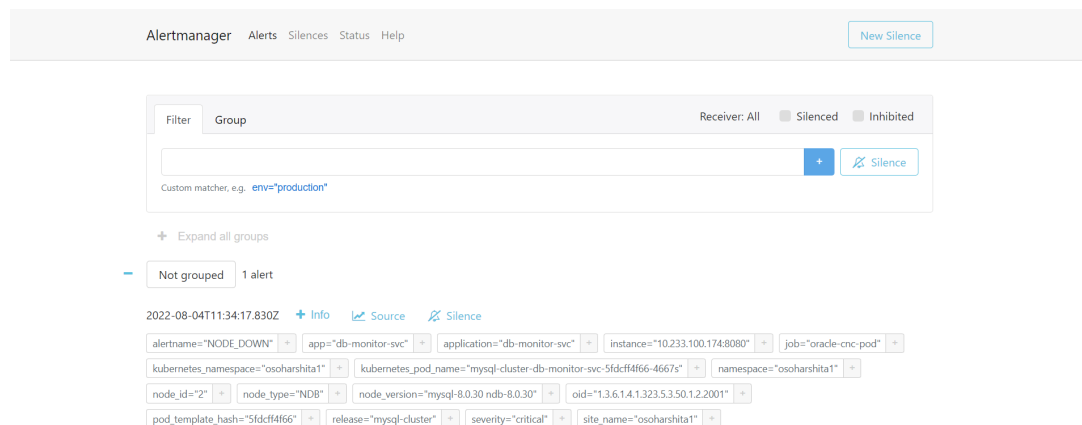 Alertmanager Alerts Silences Status Help New Silence
Filter Group Receiver: All Silenced Inhibited
+ Silence
Custom matcher, e.g. env="production"
+ Expand all groups
− Not grouped 1 alert
2022-08-04T11:34:17.830Z + Info Source Silence
alertname="NODE_DOWN" + app="db-monitor-svc" + application="db-monitor-svc" + instance="10.233.100.174:8080" + job="oracle-cnc-pod" +
kubernetes_namespace="osoharshita1" + kubernetes_pod_name="mysql-cluster-db-monitor-svc-5fdcff4f66-4667s" + namespace="osoharshita1" +
node_id="2" + node_type="NDB" + node_version="mysql-8.0.30 ndb-8.0.30" + oid="1.3.6.1.4.1.323.5.3.50.1.2.2001" +
pod_template_hash="5fdcff4f66" + release="mysql-cluster" + severity="critical" + site_name="osoharshita1" +